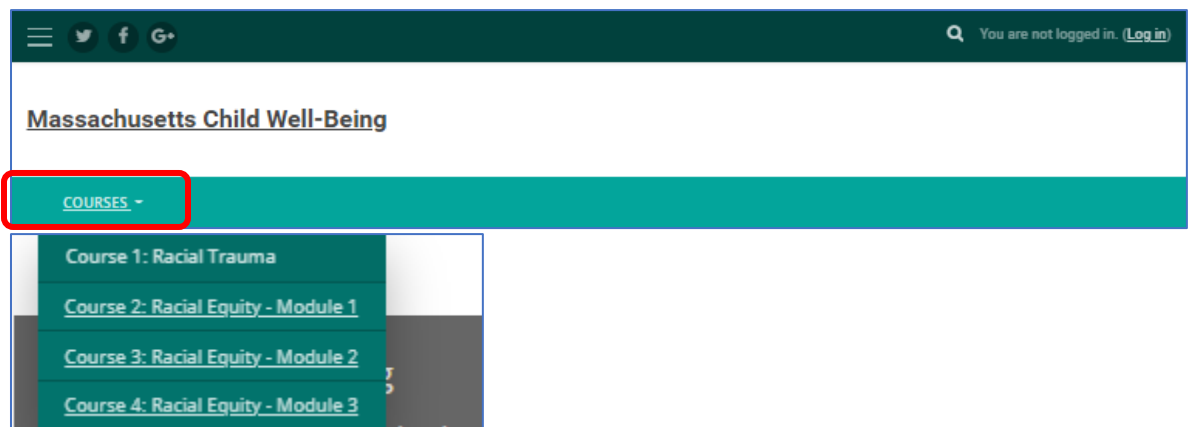 You are not logged in. (Log in)
Massachusetts Child Well-Being
COURSES
Course 1: Racial Trauma
Course 2: Racial Equity - Module 1
Course 3: Racial Equity - Module 2
Course 4: Racial Equity - Module 3